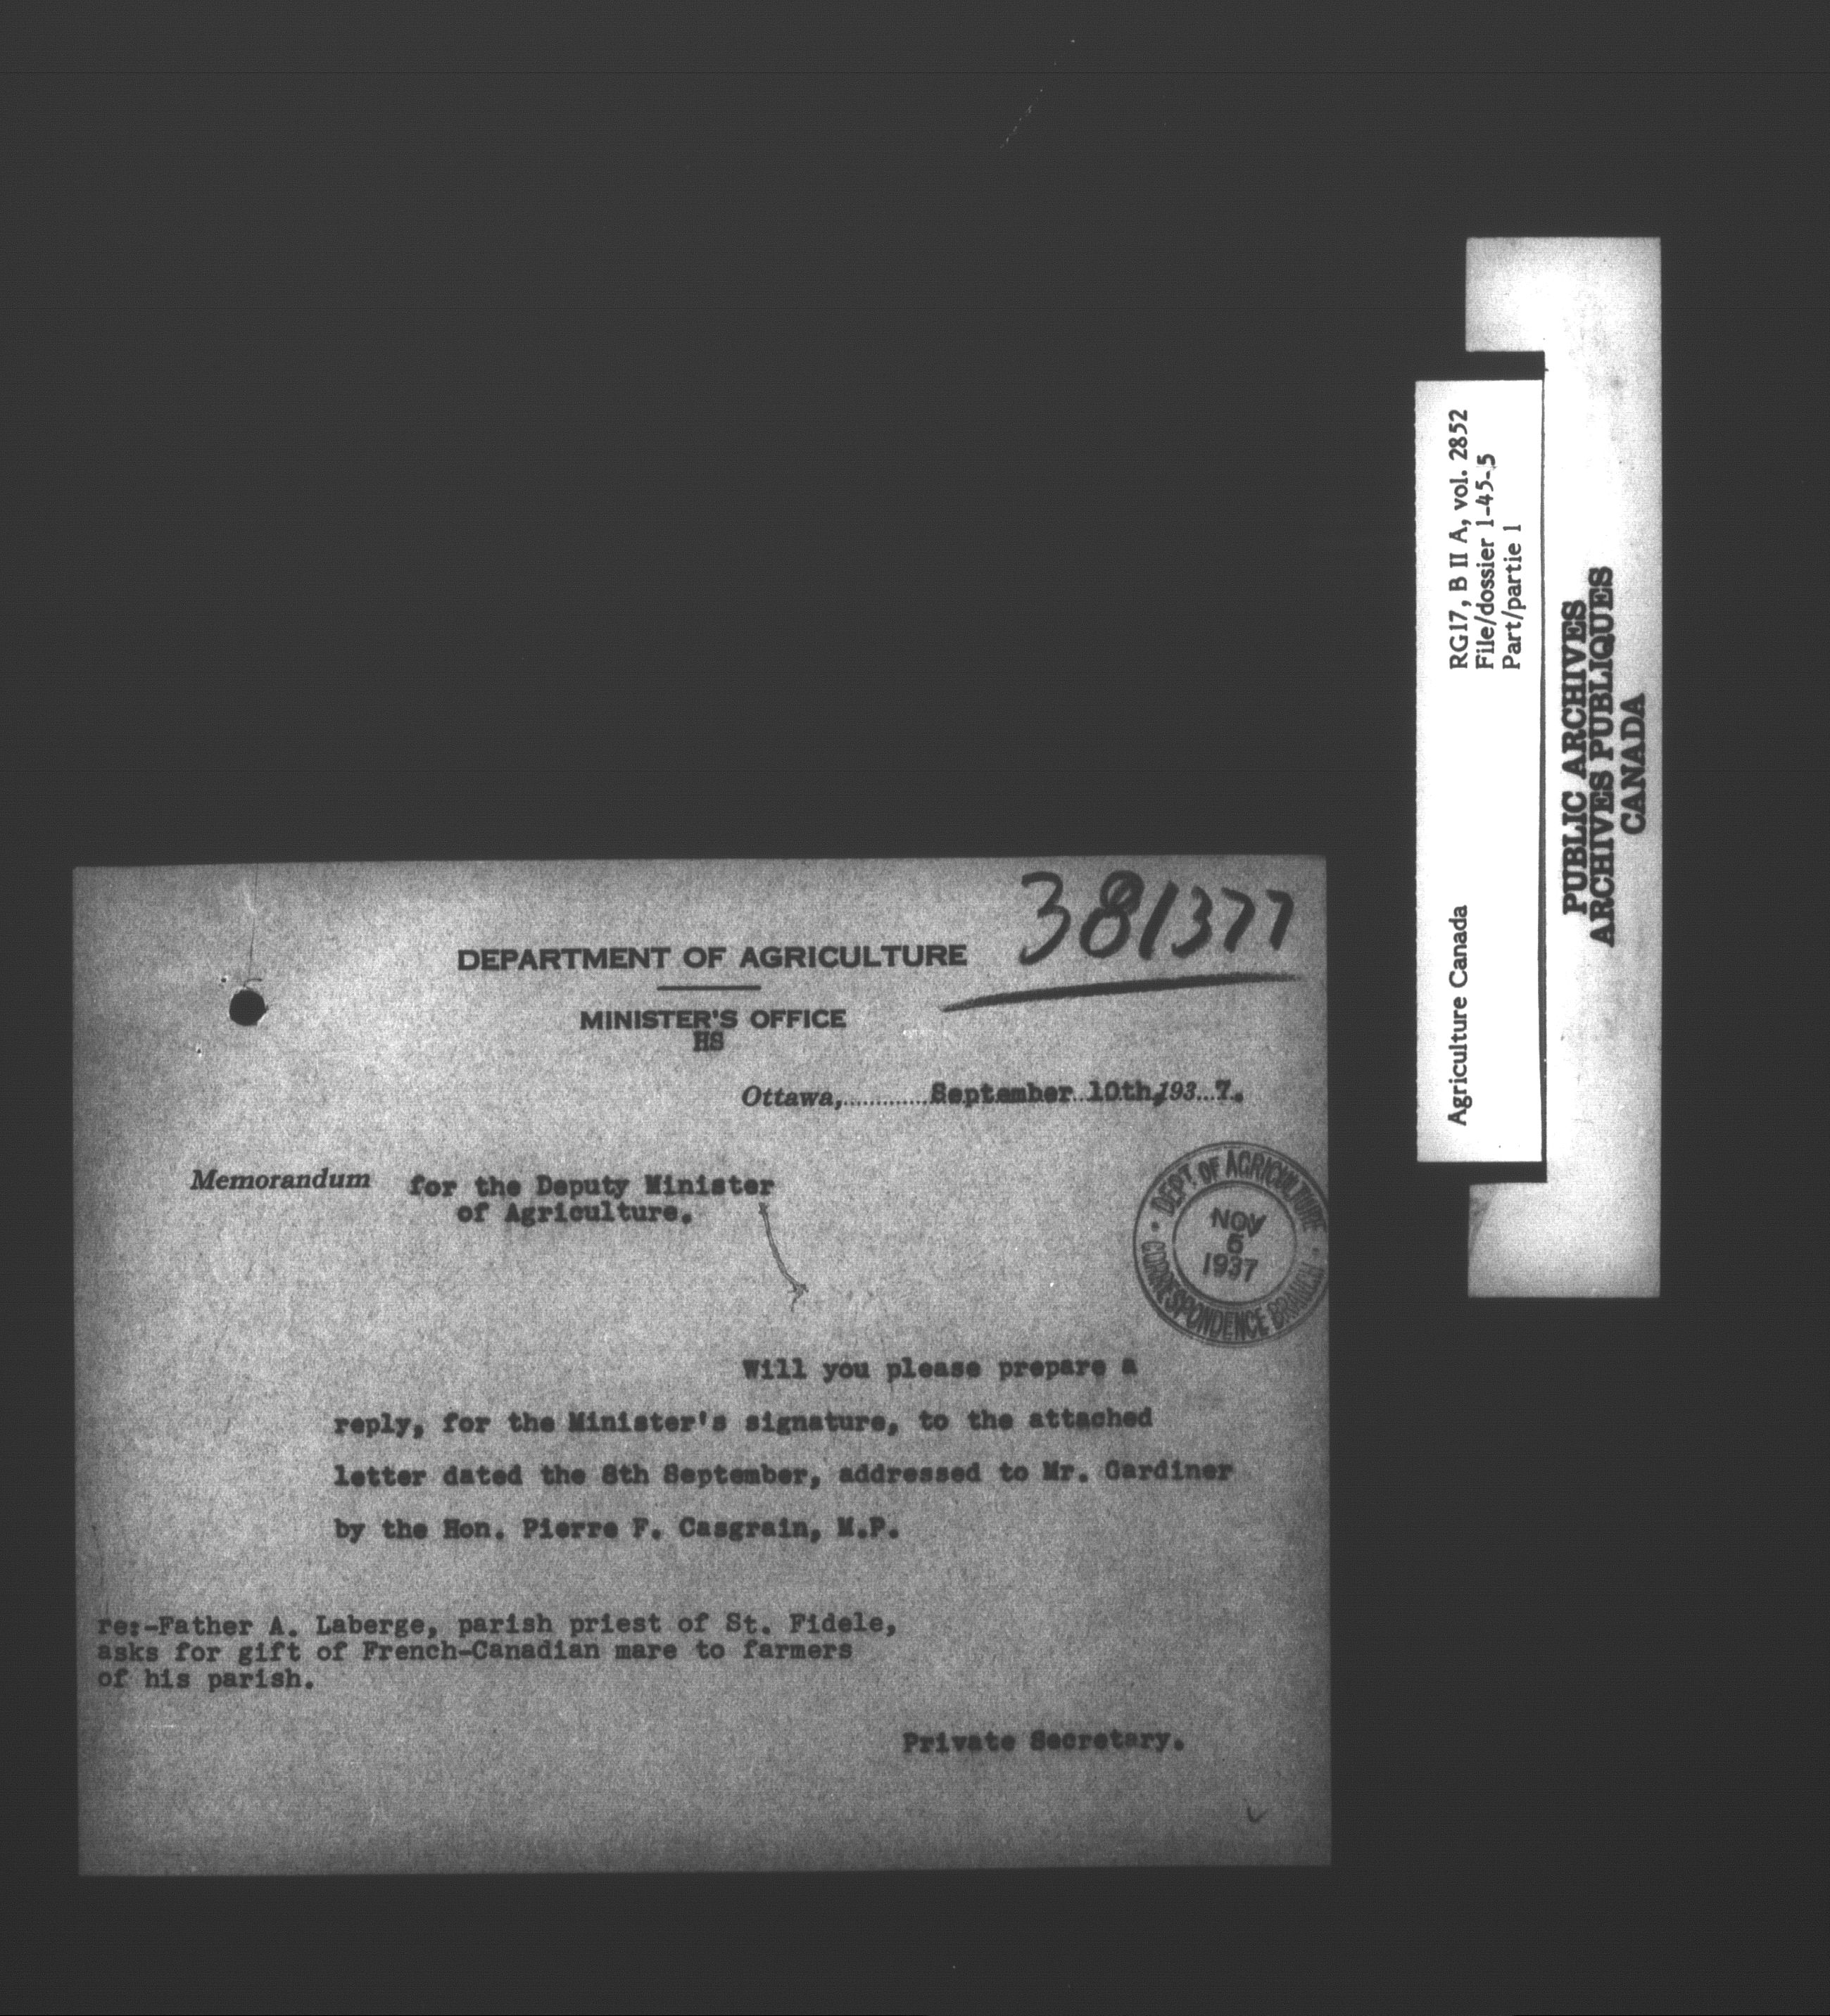 381377
DEPARTMENT OF AGRICULTURE
MINISTER'S OFFICE
HS
Ottawa,............September 10th,193...7.
Memorandum for the Deputy Minister
of Agriculture.
DEPT. OF AGRICULTURE
NOV
6
1937
CORRESPONDENCE BRANCH
Will you please prepare a
reply, for the Minister's signature, to the attached
letter dated the 8th September, addressed to Mr. Gardiner
by the Hon. Pierre F. Casgrain, M.P.
re:-Father A. Laberge, parish priest of St. Fidele,
asks for gift of French-Canadian mare to farmers
of his parish.
Private Secretary.
Agriculture Canada RG17, B II A, vol. 2852
File/dossier 1-45-5
Part/partie 1
PUBLIC ARCHIVES
ARCHIVES PUBLIQUES
CANADA